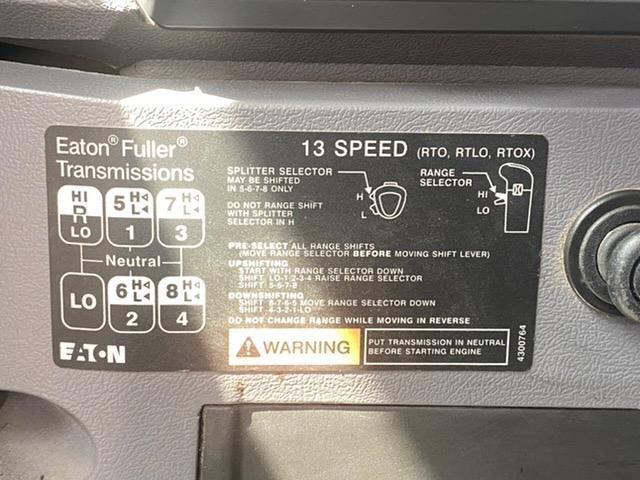 Eaton® Fuller®
Transmissions
13 SPEED (RTO, RTLO, RTOX)
SPLITTER SELECTOR
MAY BE SHIFTED
IN 5-6-7-8 ONLY
H
L
DO NOT RANGE SHIFT
WITH SPLITTER
SELECTOR IN H
RANGE
SELECTOR
HI
LO
HI
R
LO
5 H
L
1
7 H
L
3
Neutral
LO
6 H
L
2
8 H
L
4
PRE-SELECT ALL RANGE SHIFTS
(MOVE RANGE SELECTOR BEFORE MOVING SHIFT LEVER)
UPSHIFTING
START WITH RANGE SELECTOR DOWN
SHIFT, LO-1-2-3-4 RAISE RANGE SELECTOR
SHIFT 5-6-7-8
DOWNSHIFTING
SHIFT 8-7-6-5 MOVE RANGE SELECTOR DOWN
SHIFT 4-3-2-1-LO
DO NOT CHANGE RANGE WHILE MOVING IN REVERSE
EATON
WARNING
PUT TRANSMISSION IN NEUTRAL
BEFORE STARTING ENGINE
4300764